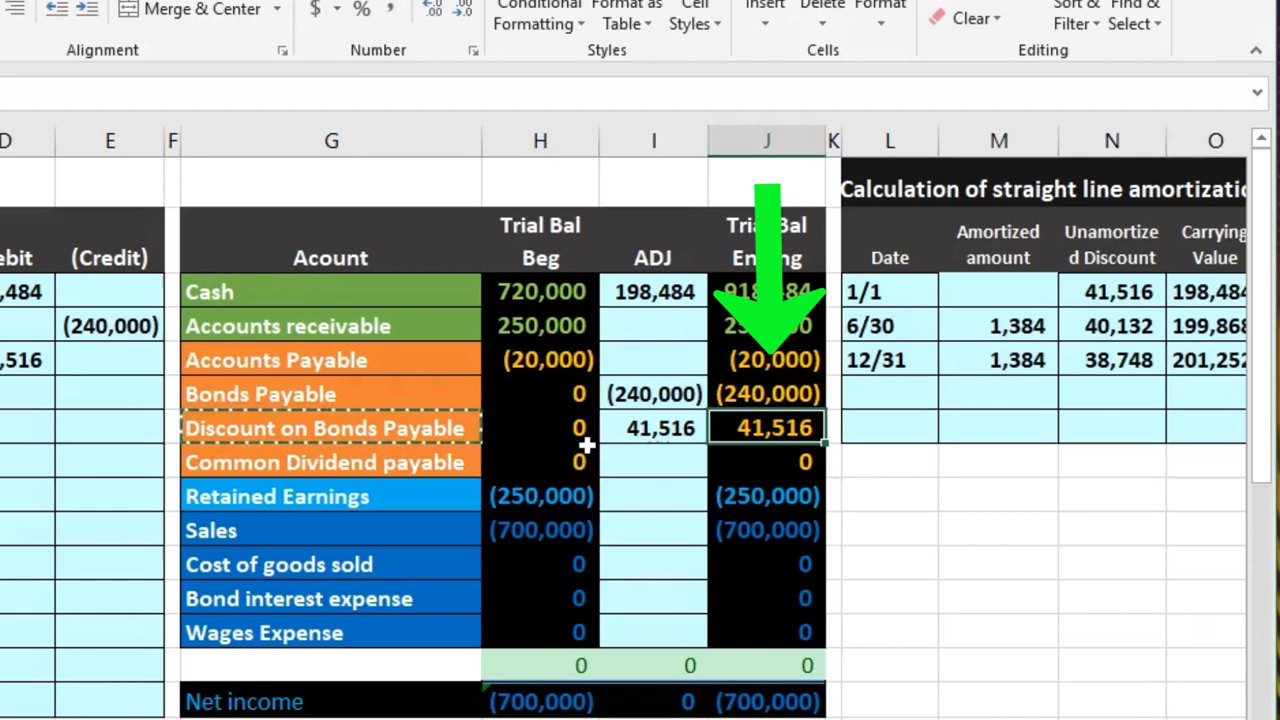 Merge & Center
$ % ,
Conditional Format as Cell
Formatting Table Styles
Insert Delete Format
Clear
Sort & Find &
Filter Select
Alignment Number Styles Cells Editing
D E F G H I J K L M N O
Calculation of straight line amortizatio
Trial Bal Trial Bal Amortized Unamortize Carrying
ebit (Credit) Acount Beg ADJ Ending Date amount d Discount Value
,484 Cash 720,000 198,484 918,484 1/1 41,516 198,484
(240,000) Accounts receivable 250,000 6/30 1,384 40,132 199,868
,516 Accounts Payable (20,000) (20,000) 12/31 1,384 38,748 201,252
Bonds Payable 0 (240,000) (240,000)
Discount on Bonds Payable 0 41,516 41,516
Common Dividend payable 0 0
Retained Earnings (250,000) (250,000)
Sales (700,000) (700,000)
Cost of goods sold 0 0
Bond interest expense 0 0
Wages Expense 0 0
0 0 0
Net income (700,000) 0 (700,000)